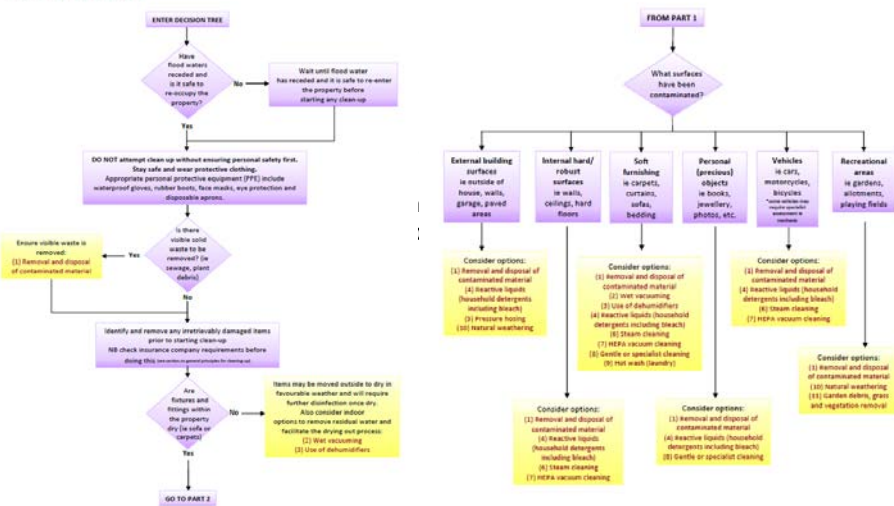 ENTER DECISION TREE
Have
flood waters
receded and
is it safe to
re-occupy the
property?
No
Wait until flood water
has receded and it is safe to re-enter
the property before
starting any clean-up
Yes
DO NOT attempt clean up without ensuring personal safety first.
Stay safe and wear protective clothing.
Appropriate personal protective equipment (PPE) include
waterproof gloves, rubber boots, face masks, eye protection and
disposable aprons.
Is there
visible solid
waste to be
removed? (ie
sewage, plant
debris)
Yes
Ensure visible waste is
removed:
(1) Removal and disposal
of contaminated material
No
Identify and remove any irretrievably damaged items
prior to starting clean-up
NB check insurance company requirements before
doing this (see section on general principles for cleaning up)
Are
fixtures and
fittings within
the property
dry (ie sofa or
carpets)
No
Items may be moved outside to dry in
favourable weather and will require
further disinfection once dry.
Also consider indoor
options to remove residual water and
facilitate the drying out process:
(2) Wet vacuuming
(3) Use of dehumidifiers
Yes
GO TO PART 2
FROM PART 1
What surfaces
have been
contaminated?
External building
surfaces
ie outside of
house, walls,
garage, paved
areas
Internal hard/
robust
surfaces
ie walls,
ceilings, hard
floors
Soft
furnishing
ie carpets,
curtains,
sofas,
bedding
Personal
(precious)
objects
ie books,
jewellery,
photos, etc.
Vehicles
ie cars,
motorcycles,
bicycles
*some vehicles may
require specialist
assessment ie
mechanic
Recreational
areas
ie gardens,
allotments,
playing fields
Consider options:
(1) Removal and disposal of
contaminated material
(4) Reactive liquids
(household detergents
including bleach)
(5) Pressure hosing
(10) Natural weathering
Consider options:
(1) Removal and disposal of
contaminated material
(4) Reactive liquids
(household detergents
including bleach)
(6) Steam cleaning
(7) HEPA vacuum cleaning
Consider options:
(1) Removal and disposal of
contaminated material
(2) Wet vacuuming
(3) Use of dehumidifiers
(4) Reactive liquids (household
detergents including bleach)
(6) Steam cleaning
(7) HEPA vacuum cleaning
(8) Gentle or specialist cleaning
(9) Hot wash (laundry)
Consider options:
(1) Removal and disposal of
contaminated material
(4) Reactive liquids (household
detergents including bleach)
(8) Gentle or specialist cleaning
Consider options:
(1) Removal and disposal of
contaminated material
(4) Reactive liquids (household
detergents including bleach)
(6) Steam cleaning
(7) HEPA vacuum cleaning
Consider options:
(1) Removal and disposal
of contaminated material
(10) Natural weathering
(11) Garden debris, grass
and vegetation removal